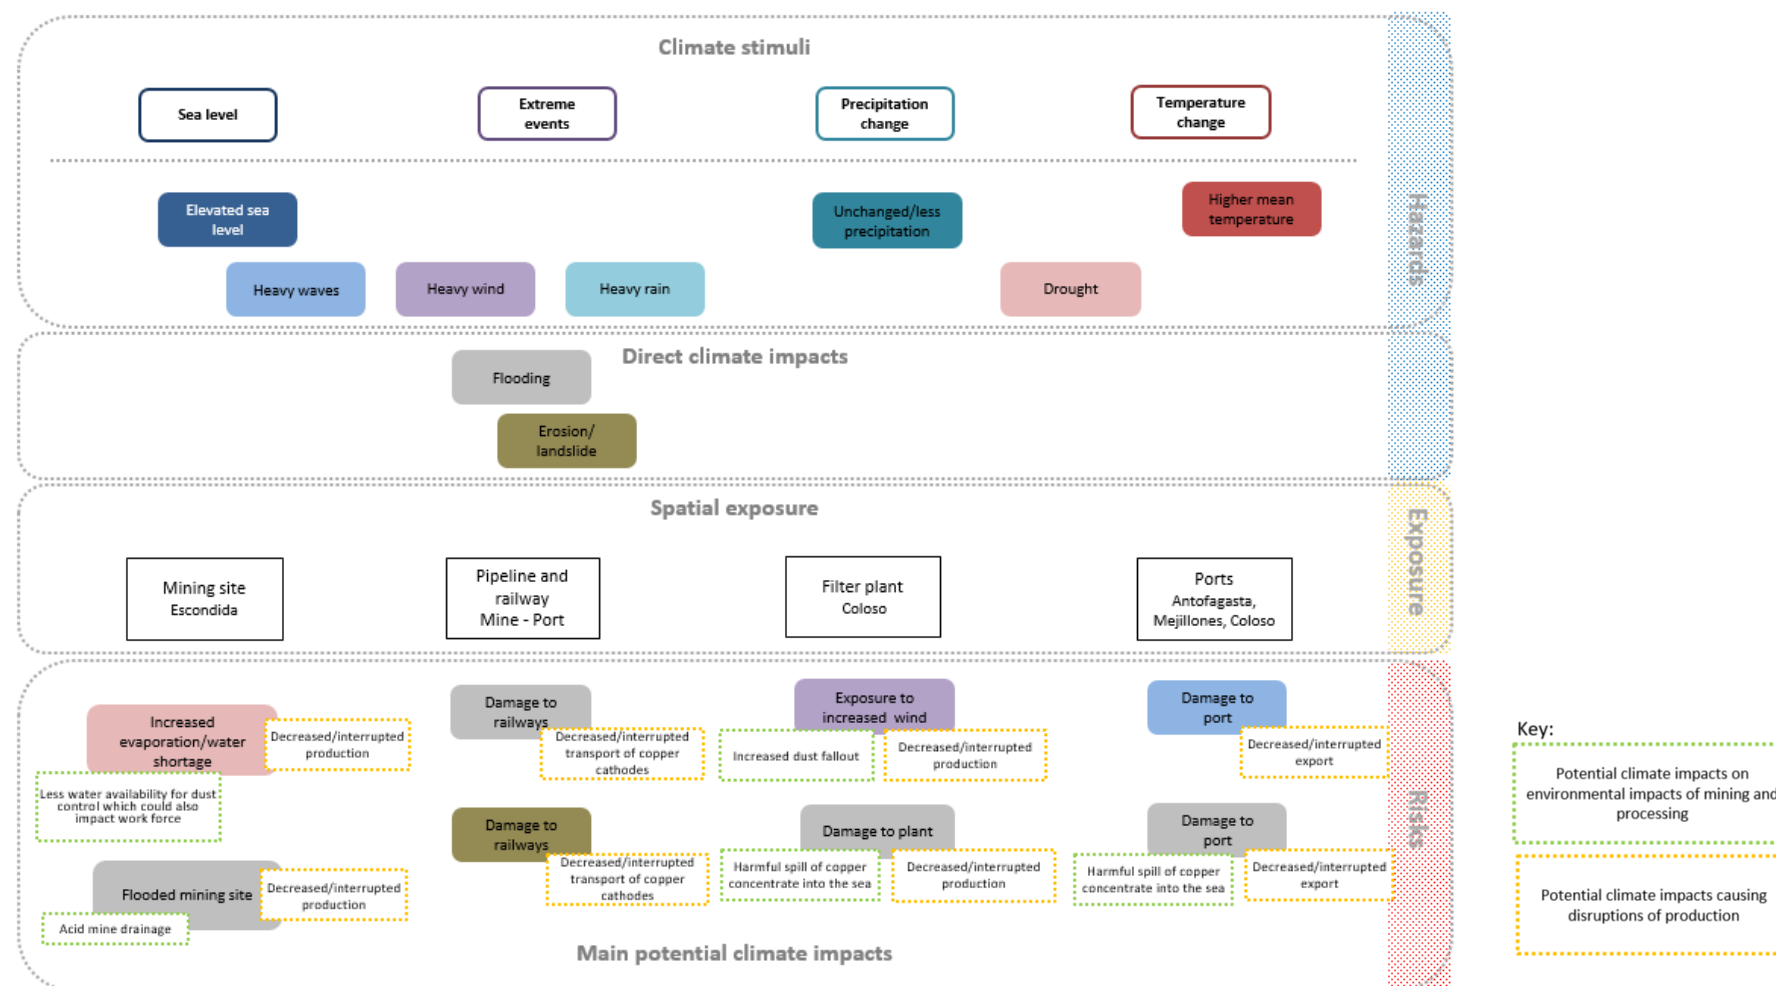 Climate stimuli
Sea level
Extreme
events
Precipitation
change
Temperature
change
Elevated sea
level
Unchanged/less
precipitation
Higher mean
temperature
Heavy waves
Heavy wind
Heavy rain
Drought
Hazards
Direct climate impacts
Flooding
Erosion/
landslide
Spatial exposure
Mining site
Escondida
Pipeline and
railway
Mine - Port
Filter plant
Coloso
Ports
Antofagasta,
Mejillones, Coloso
Exposure
Increased
evaporation/water
shortage
Decreased/interrupted
production
Less water availability for dust
control which could also
impact work force
Flooded mining site
Decreased/interrupted
production
Acid mine drainage
Damage to
railways
Decreased/interrupted
transport of copper
cathodes
Damage to
railways
Decreased/interrupted
transport of copper
cathodes
Exposure to
increased wind
Increased dust fallout
Decreased/interrupted
production
Damage to plant
Harmful spill of copper
concentrate into the sea
Decreased/interrupted
production
Damage to
port
Decreased/interrupted
export
Damage to
port
Harmful spill of copper
concentrate into the sea
Decreased/interrupted
export
Risks
Main potential climate impacts
Key:
Potential climate impacts on
environmental impacts of mining and
processing
Potential climate impacts causing
disruptions of production